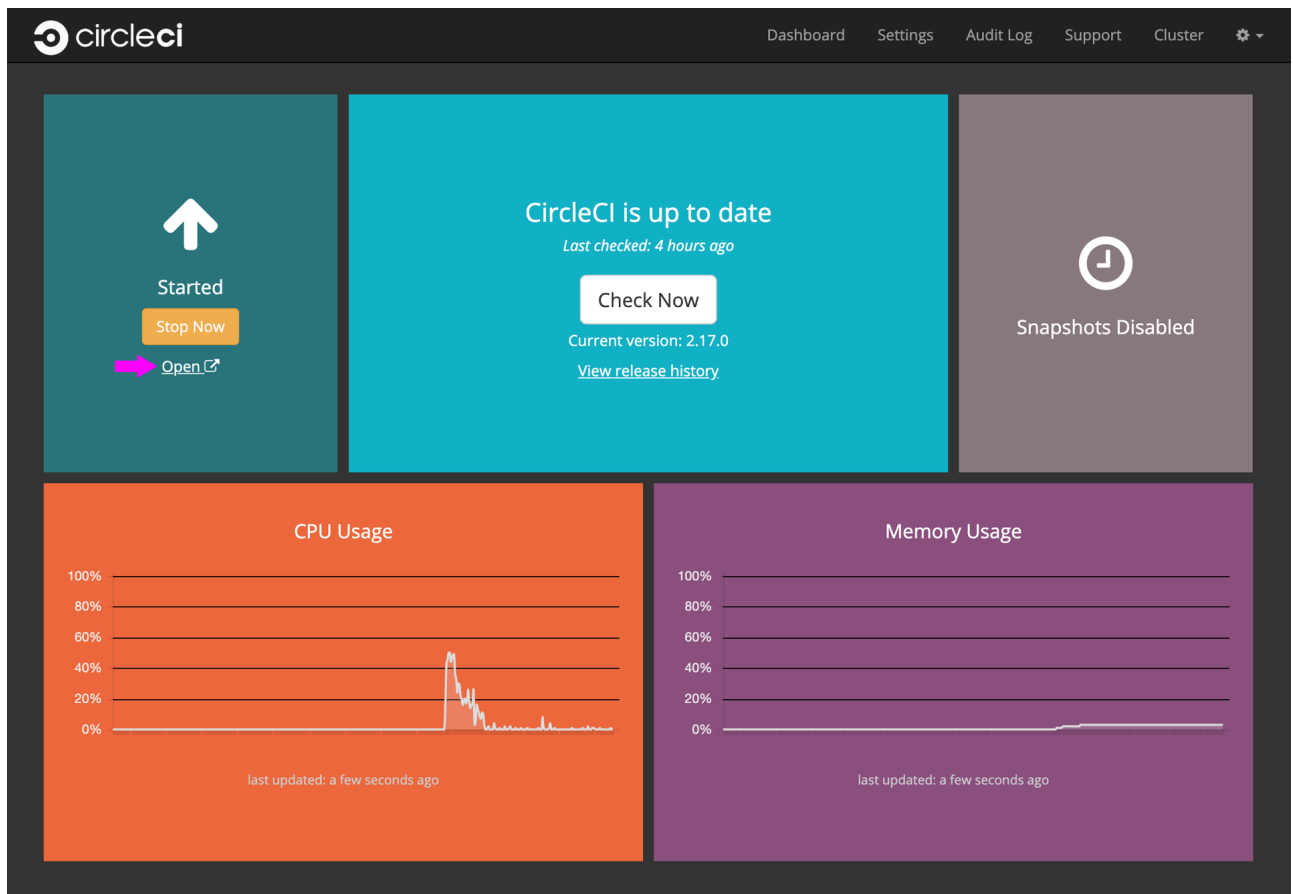 circleci
Dashboard Settings Audit Log Support Cluster
Started
Stop Now
Open
CircleCI is up to date
Last checked: 4 hours ago
Check Now
Current version: 2.17.0
View release history
Snapshots Disabled
CPU Usage
100%
80%
60%
40%
20%
0%
last updated: a few seconds ago
Memory Usage
100%
80%
60%
40%
20%
0%
last updated: a few seconds ago